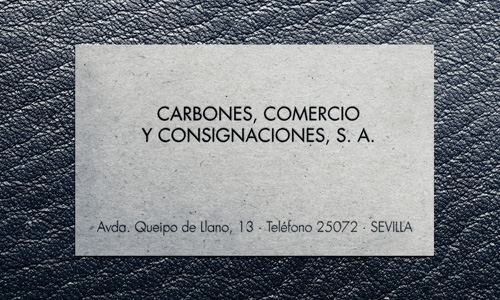 CARBONES, COMERCIO
Y CONSIGNACIONES, S. A.
Avda. Queipo de Llano, 13 · Teléfono 25072 · SEVILLA